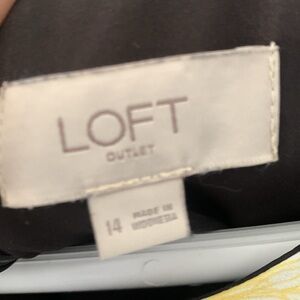 LOFT
OUTLET
14
MADE IN
INDONESIA